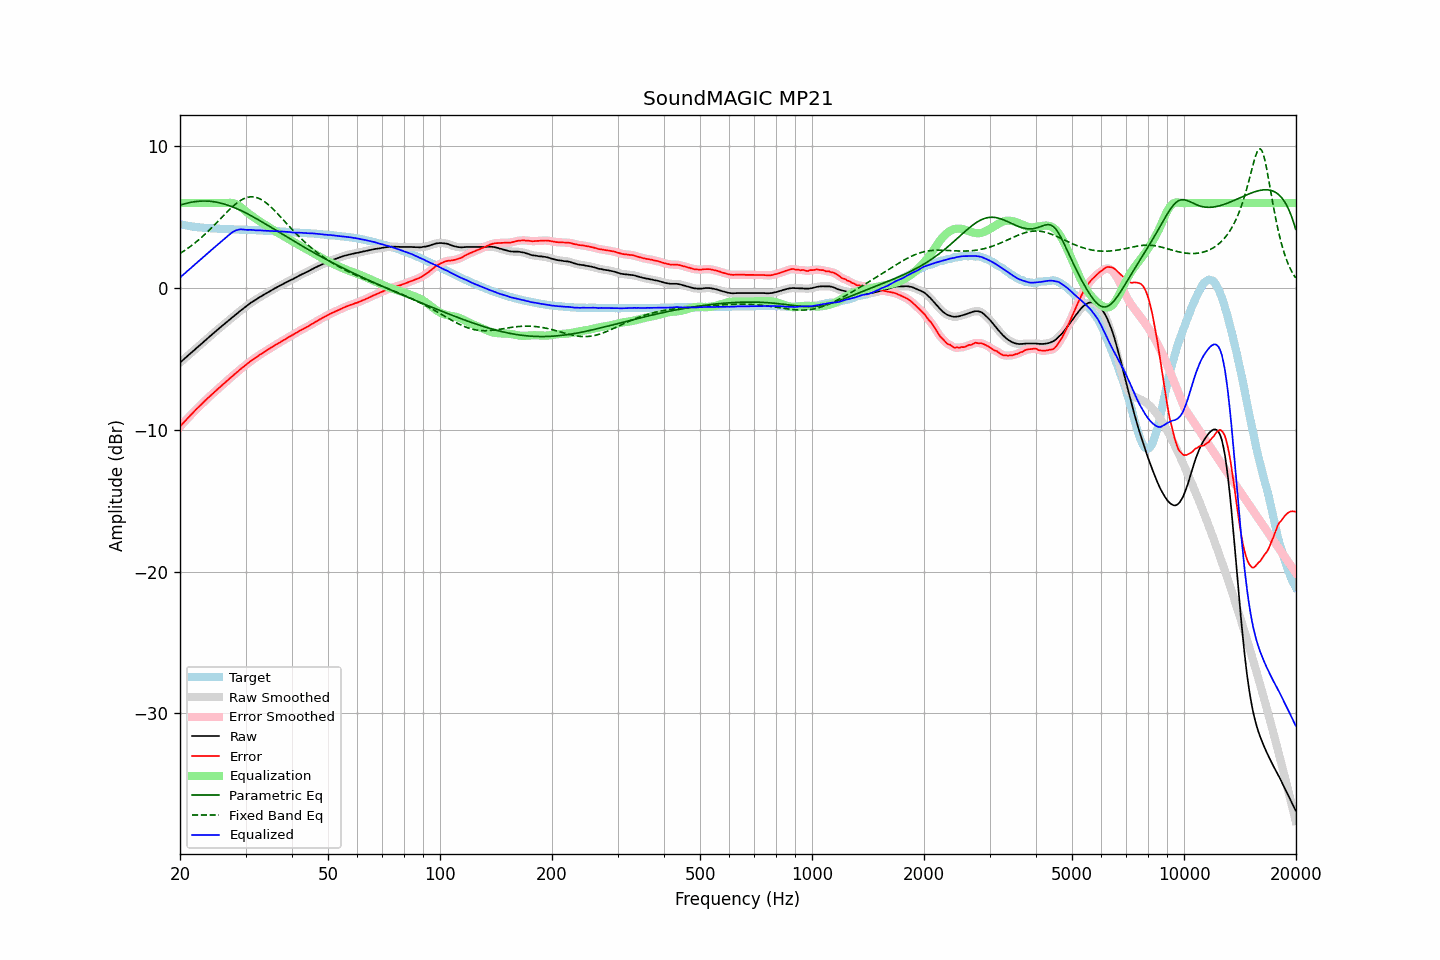 SoundMAGIC MP21
Amplitude (dBr)
10
0
−10
−20
−30
Target
Raw Smoothed
Error Smoothed
Raw
Error
Equalization
Parametric Eq
Fixed Band Eq
Equalized
20 50 100 200 500 1000 2000 5000 10000 20000
Frequency (Hz)